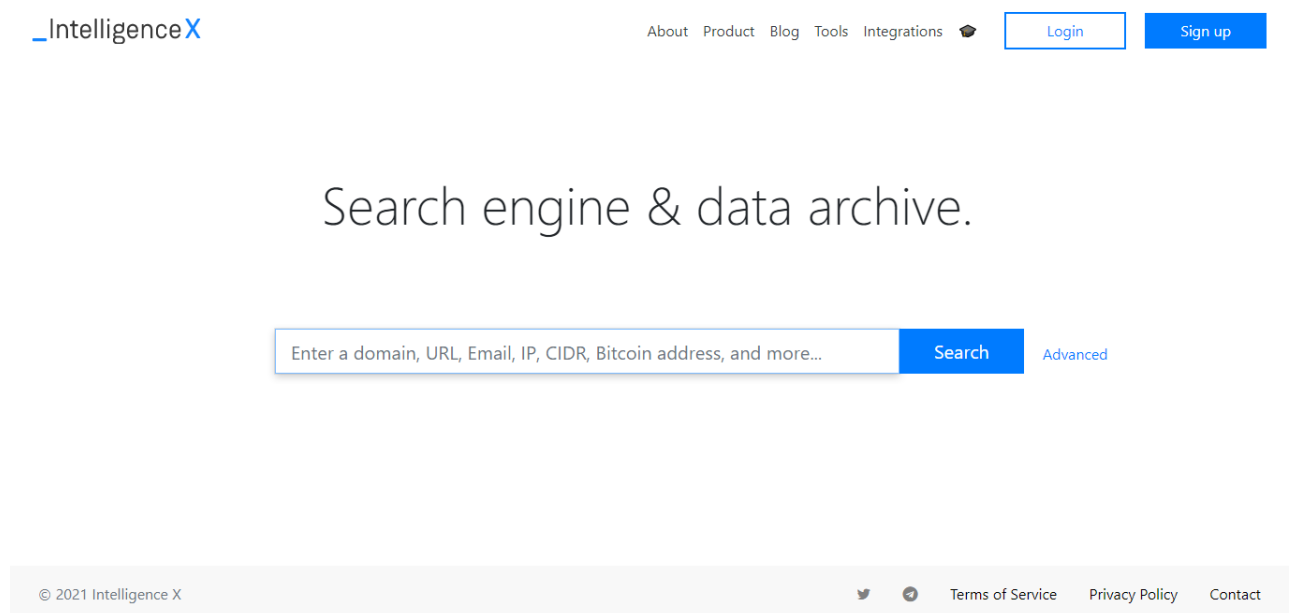 _IntelligenceX
About Product Blog Tools Integrations Login Sign up
Search engine & data archive.
Enter a domain, URL, Email, IP, CIDR, Bitcoin address, and more... Search Advanced
© 2021 Intelligence X Terms of Service Privacy Policy Contact